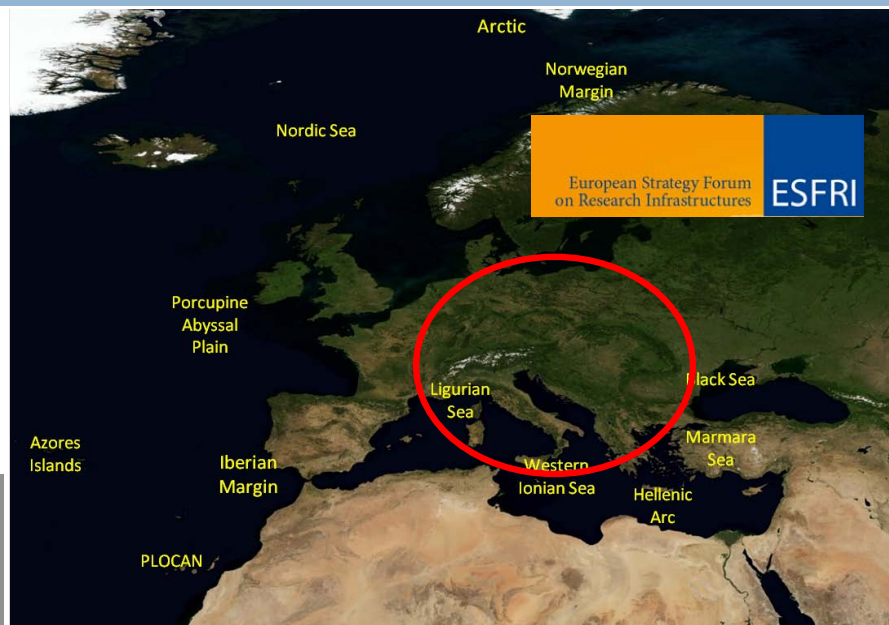 Arctic
Norwegian
Margin
Nordic Sea
European Strategy Forum
on Research Infrastructures
ESFRI
Porcupine
Abyssal
Plain
Ligurian
Sea
Black Sea
Azores
Islands
Iberian
Margin
Western
Ionian Sea
Marmara
Sea
Hellenic
Arc
PLOCAN